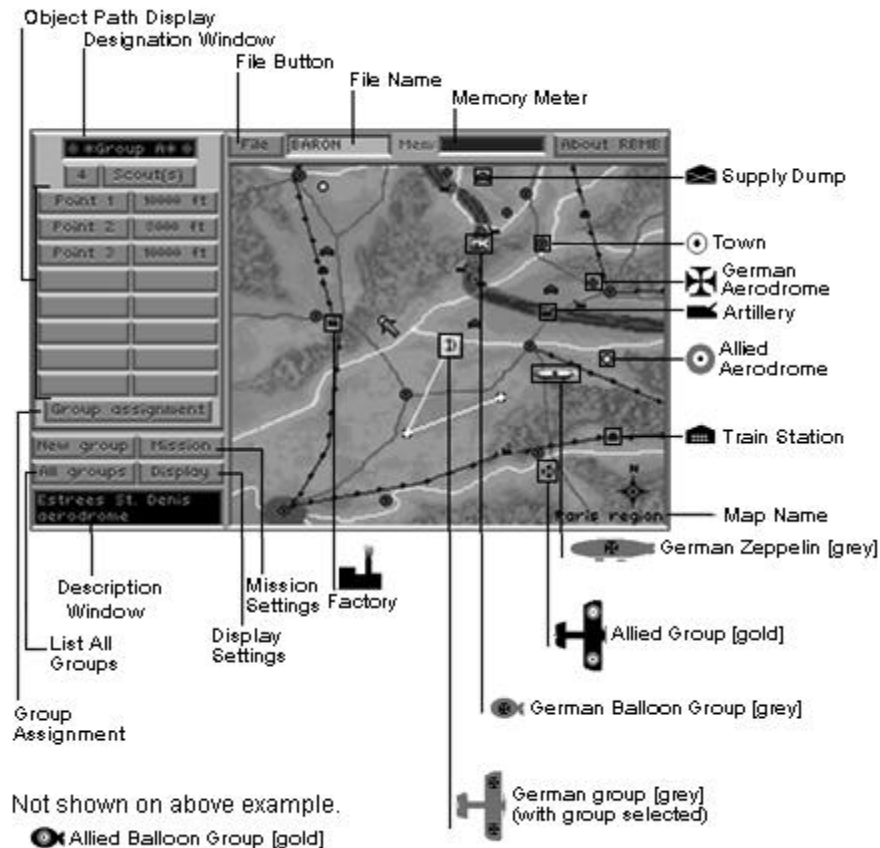 Object Path Display
Designation Window
File Button
File Name
Memory Meter
*Group A*
4 Scout(s)
Point 1 10000 ft
Point 2 8000 ft
Point 3 10000 ft
Group assignment
New group Mission
All groups Display
Estrees St. Denis
aerodrome
File BARON Mem About RBMB
N
Paris region
Supply Dump
Town
German
Aerodrome
Artillery
Allied
Aerodrome
Train Station
Map Name
German Zeppelin [grey]
Allied Group [gold]
German Balloon Group [grey]
German group [grey]
(with group selected)
Description
Window
Mission
Settings
Factory
List All
Groups
Display
Settings
Group
Assignment
Not shown on above example.
Allied Balloon Group [gold]